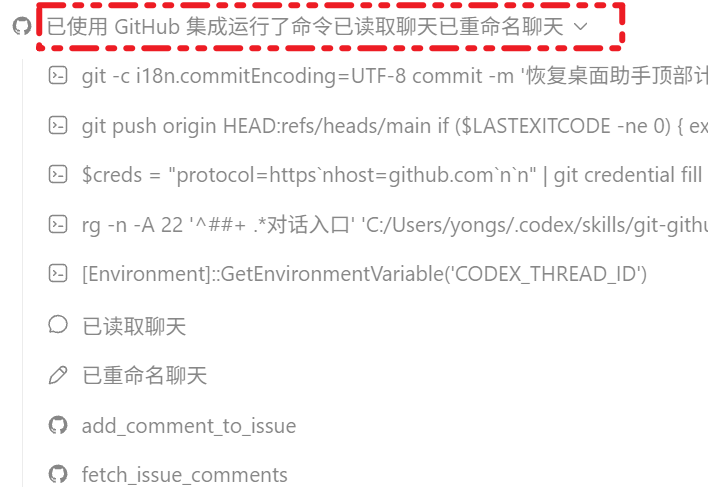 已使用 GitHub 集成运行了命令已读取聊天已重命名聊天
git -c i18n.commitEncoding=UTF-8 commit -m '恢复桌面助手顶部计
git push origin HEAD:refs/heads/main if ($LASTEXITCODE -ne 0) { ex
$creds = "protocol=https`nhost=github.com`n`n" | git credential fill
rg -n -A 22 '^##+ .*对话入口' 'C:/Users/yongs/.codex/skills/git-githu
[Environment]::GetEnvironmentVariable('CODEX_THREAD_ID')
已读取聊天
已重命名聊天
add_comment_to_issue
fetch_issue_comments